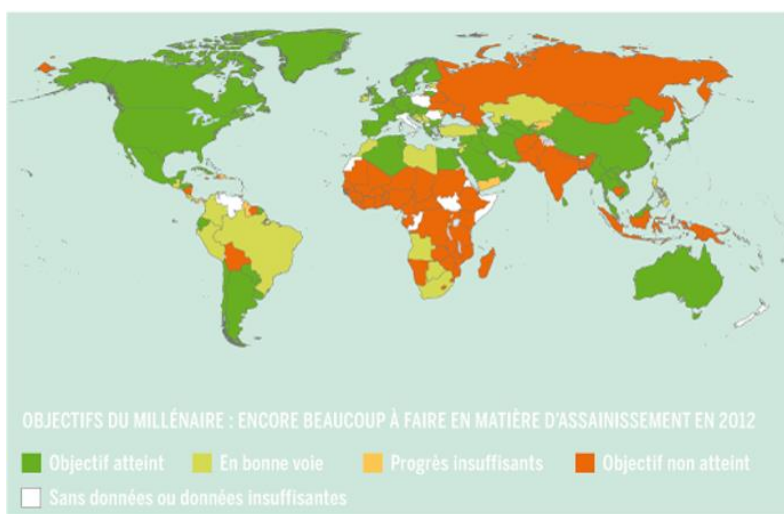 OBJECTIFS DU MILLÉNAIRE : ENCORE BEAUCOUP À FAIRE EN MATIÈRE D'ASSAINISSEMENT EN 2012
Objectif atteint En bonne voie Progrès insuffisants Objectif non atteint
Sans données ou données insuffisantes